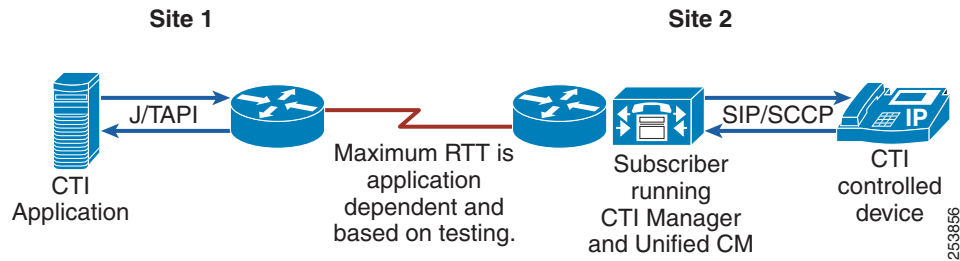 Site 1
Site 2
J/TAPI
SIP/SCCP
IP
CTI
Application
Maximum RTT is
application
dependent and
based on testing.
Subscriber
running
CTI Manager
and Unified CM
CTI
controlled
device
253856